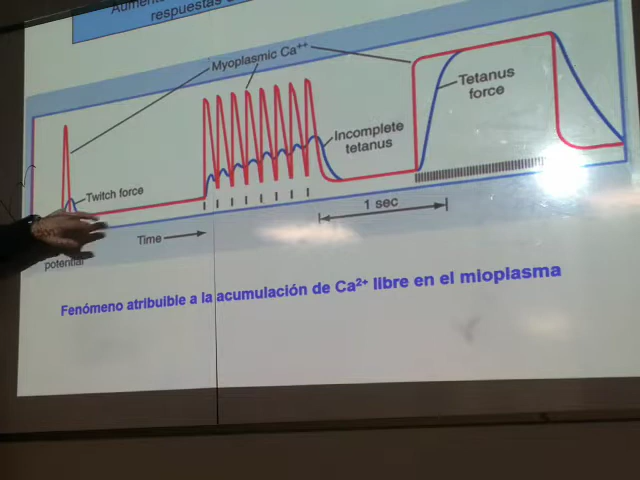 respuestas
Myoplasmic Ca⁺⁺
Tetanus
force
Incomplete
tetanus
Twitch force
1 sec
Time
potential
Fenómeno atribuible a la acumulación de Ca²⁺ libre en el mioplasma